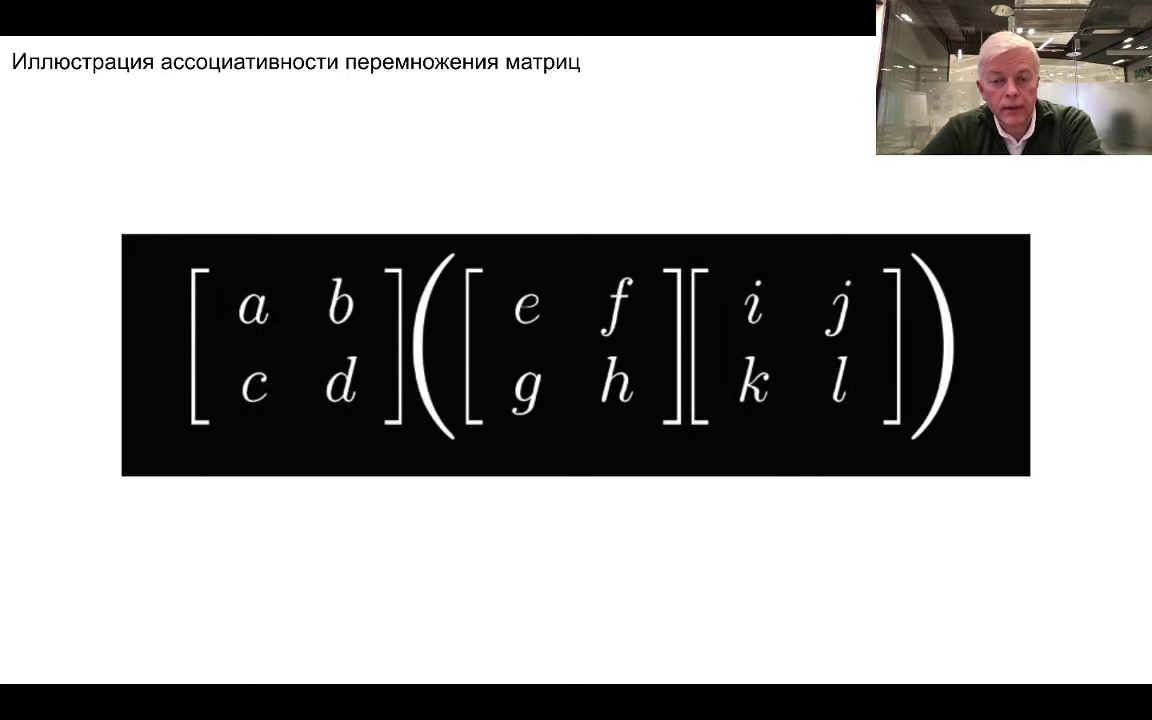 Иллюстрация ассоциативности перемножения матриц
a b e f i j
c d g h k l